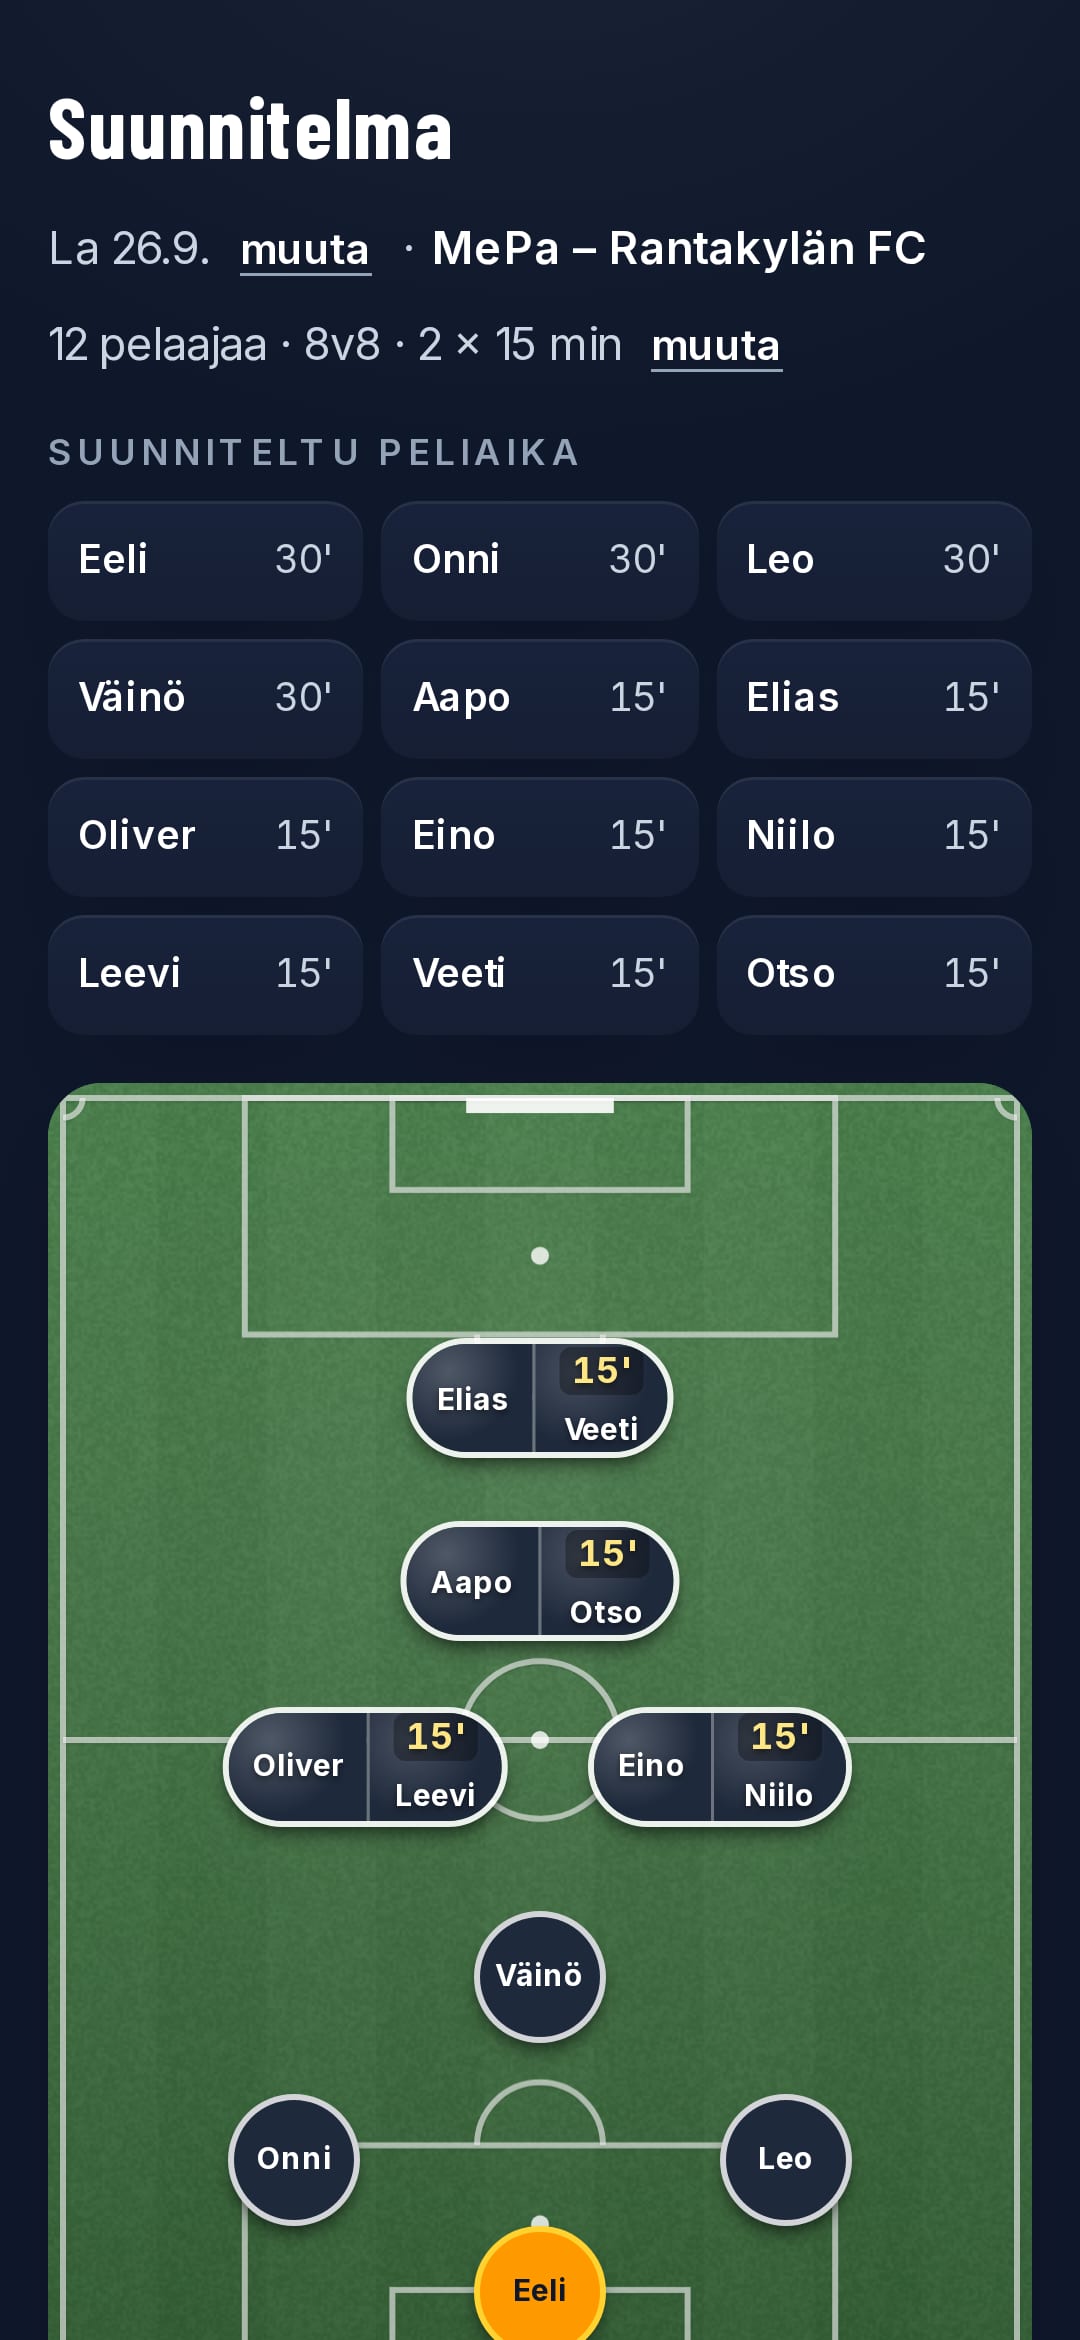 Suunnitelma
La 26.9. muuta · MePa – Rantakylän FC
12 pelaajaa · 8v8 · 2 × 15 min muuta
SUUNNITELTU PELIAIKA
Eeli 30' Onni 30' Leo 30'
Väinö 30' Aapo 15' Elias 15'
Oliver 15' Eino 15' Niilo 15'
Leevi 15' Veeti 15' Otso 15'
15'
Elias
Veeti
15'
Aapo
Otso
15' 15'
Oliver Eino
Leevi Niilo
Väinö
Onni Leo
Eeli